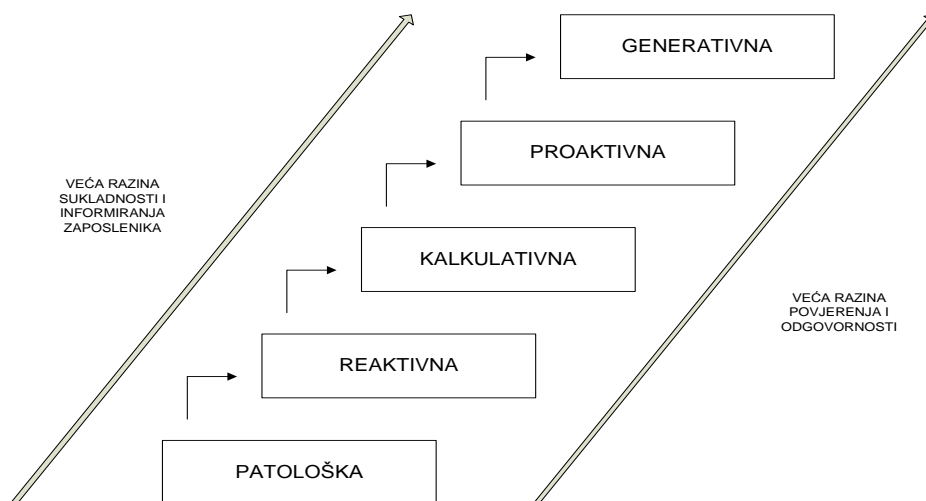 GENERATIVNA
PROAKTIVNA
VEĆA RAZINA
SUKLADNOSTI I
INFORMIRANJA
ZAPOSLENIKA
KALKULATIVNA
VEĆA RAZINA
POVJERENJA I
ODGOVORNOSTI
REAKTIVNA
PATOLOŠKA